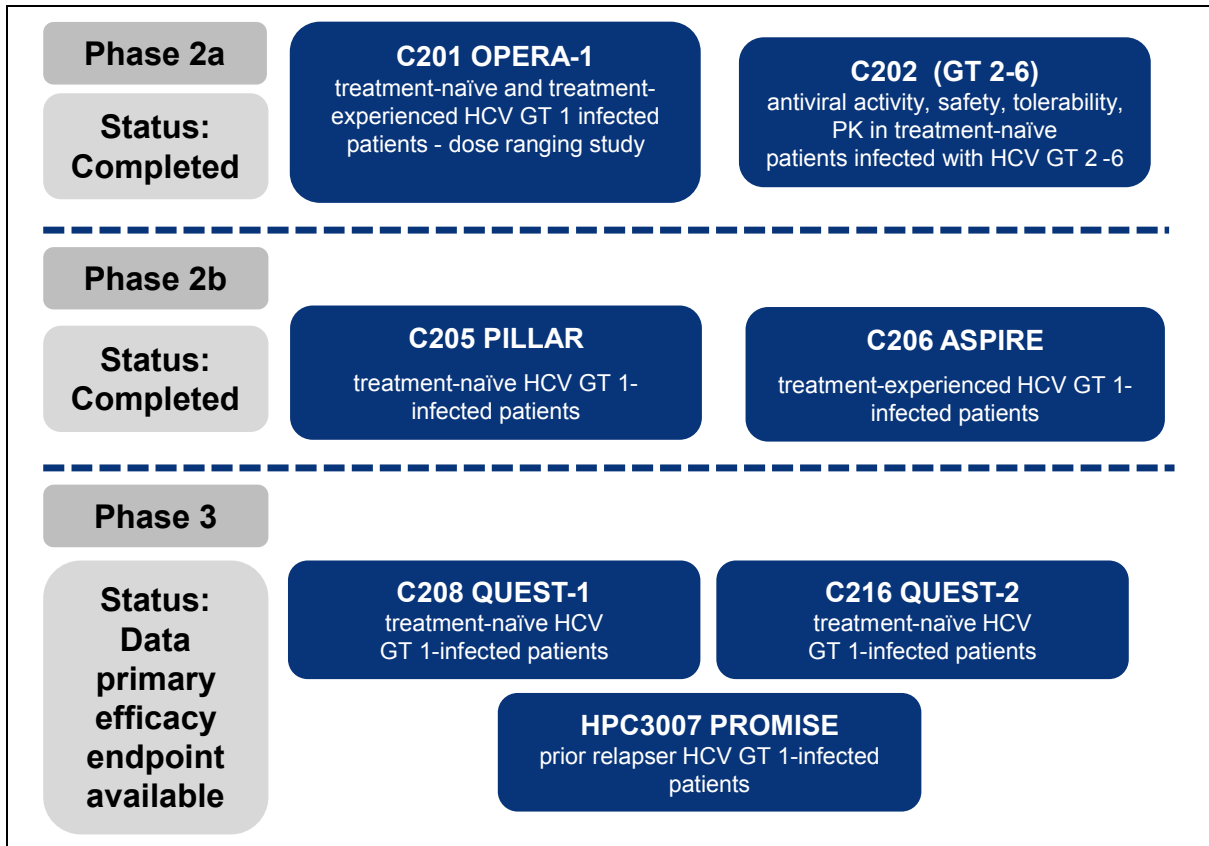 Phase 2a
Status:
Completed
C201 OPERA-1
treatment-naïve and treatment-
experienced HCV GT 1 infected
patients - dose ranging study
C202  (GT 2-6)
antiviral activity, safety, tolerability,
PK in treatment-naïve
patients infected with HCV GT 2 -6
Phase 2b
Status:
Completed
C205 PILLAR
treatment-naïve HCV GT 1-
infected patients
C206 ASPIRE
treatment-experienced HCV GT 1-
infected patients
Phase 3
Status:
Data
primary
efficacy
endpoint
available
C208 QUEST-1
treatment-naïve HCV
GT 1-infected patients
C216 QUEST-2
treatment-naïve HCV
GT 1-infected patients
HPC3007 PROMISE
prior relapser HCV GT 1-infected
patients